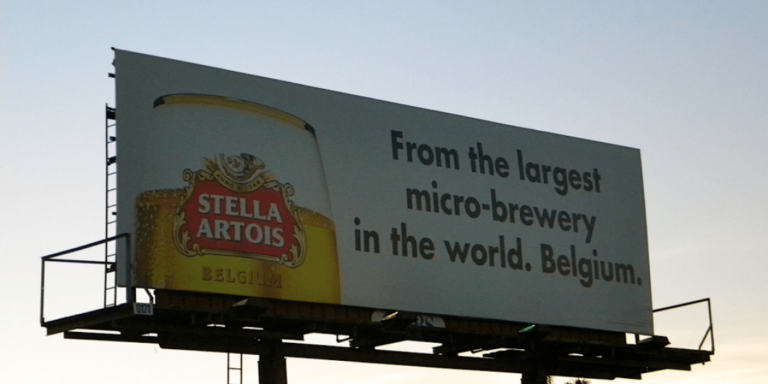 From the largest
micro-brewery
in the world. Belgium.
STELLA
ARTOIS
BELGIUM